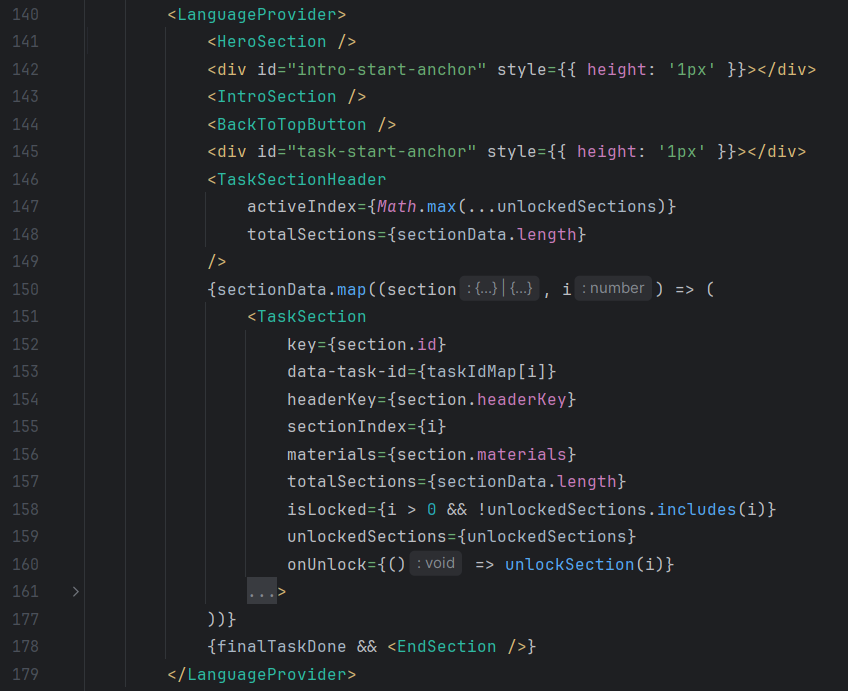 140 <LanguageProvider>
141 <HeroSection />
142 <div id="intro-start-anchor" style={{ height: '1px' }}></div>
143 <IntroSection />
144 <BackToTopButton />
145 <div id="task-start-anchor" style={{ height: '1px' }}></div>
146 <TaskSectionHeader
147 activeIndex={Math.max(...unlockedSections)}
148 totalSections={sectionData.length}
149 />
150 {sectionData.map((section : {...} | {...} , i : number ) => (
151 <TaskSection
152 key={section.id}
153 data-task-id={taskIdMap[i]}
154 headerKey={section.headerKey}
155 sectionIndex={i}
156 materials={section.materials}
157 totalSections={sectionData.length}
158 isLocked={i > 0 && !unlockedSections.includes(i)}
159 unlockedSections={unlockedSections}
160 onUnlock={() : void => unlockSection(i)}
161 ...>
177 ))}
178 {finalTaskDone && <EndSection />}
179 </LanguageProvider>